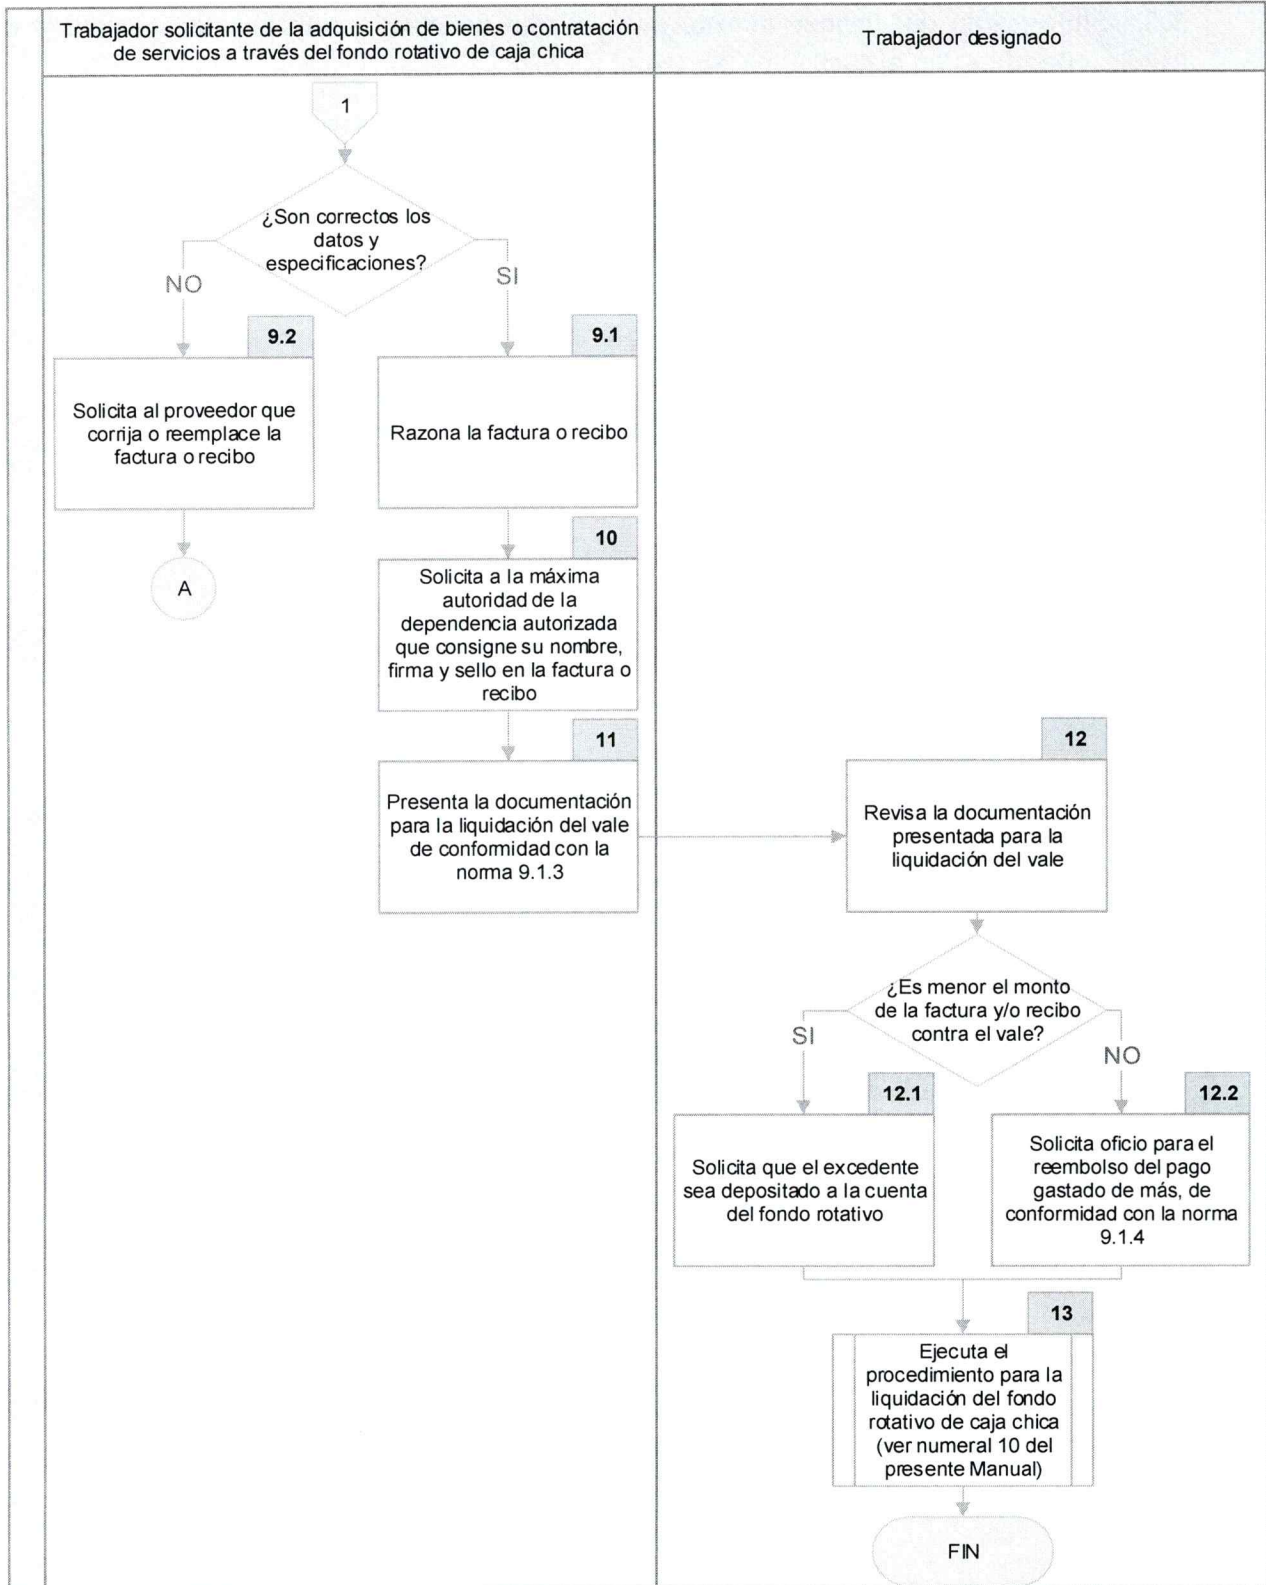 Trabajador solicitante de la adquisición de bienes o contratación
de servicios a través del fondo rotativo de caja chica
Trabajador designado
1
¿Son correctos los
datos y
especificaciones?
NO
SI
9.2
9.1
Solicita al proveedor que
corrija o reemplace la
factura o recibo
Razona la factura o recibo
A
10
Solicita a la máxima
autoridad de la
dependencia autorizada
que consigne su nombre,
firma y sello en la factura o
recibo
11
Presenta la documentación
para la liquidación del vale
de conformidad con la
norma 9.1.3
12
Revisa la documentación
presentada para la
liquidación del vale
¿Es menor el monto
de la factura y/o recibo
contra el vale?
SI
NO
12.1
12.2
Solicita que el excedente
sea depositado a la cuenta
del fondo rotativo
Solicita oficio para el
reembolso del pago
gastado de más, de
conformidad con la norma
9.1.4
13
Ejecuta el
procedimiento para la
liquidación del fondo
rotativo de caja chica
(ver numeral 10 del
presente Manual)
FIN